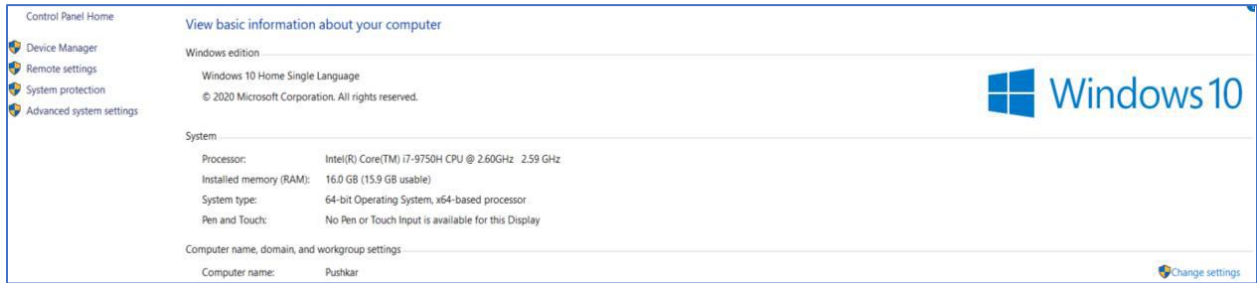 Control Panel Home
Device Manager
Remote settings
System protection
Advanced system settings
View basic information about your computer
Windows edition
Windows 10 Home Single Language
© 2020 Microsoft Corporation. All rights reserved.
Windows 10
System
Processor: Intel(R) Core(TM) i7-9750H CPU @ 2.60GHz 2.59 GHz
Installed memory (RAM): 16.0 GB (15.9 GB usable)
System type: 64-bit Operating System, x64-based processor
Pen and Touch: No Pen or Touch Input is available for this Display
Computer name, domain, and workgroup settings
Computer name: Pushkar
Change settings